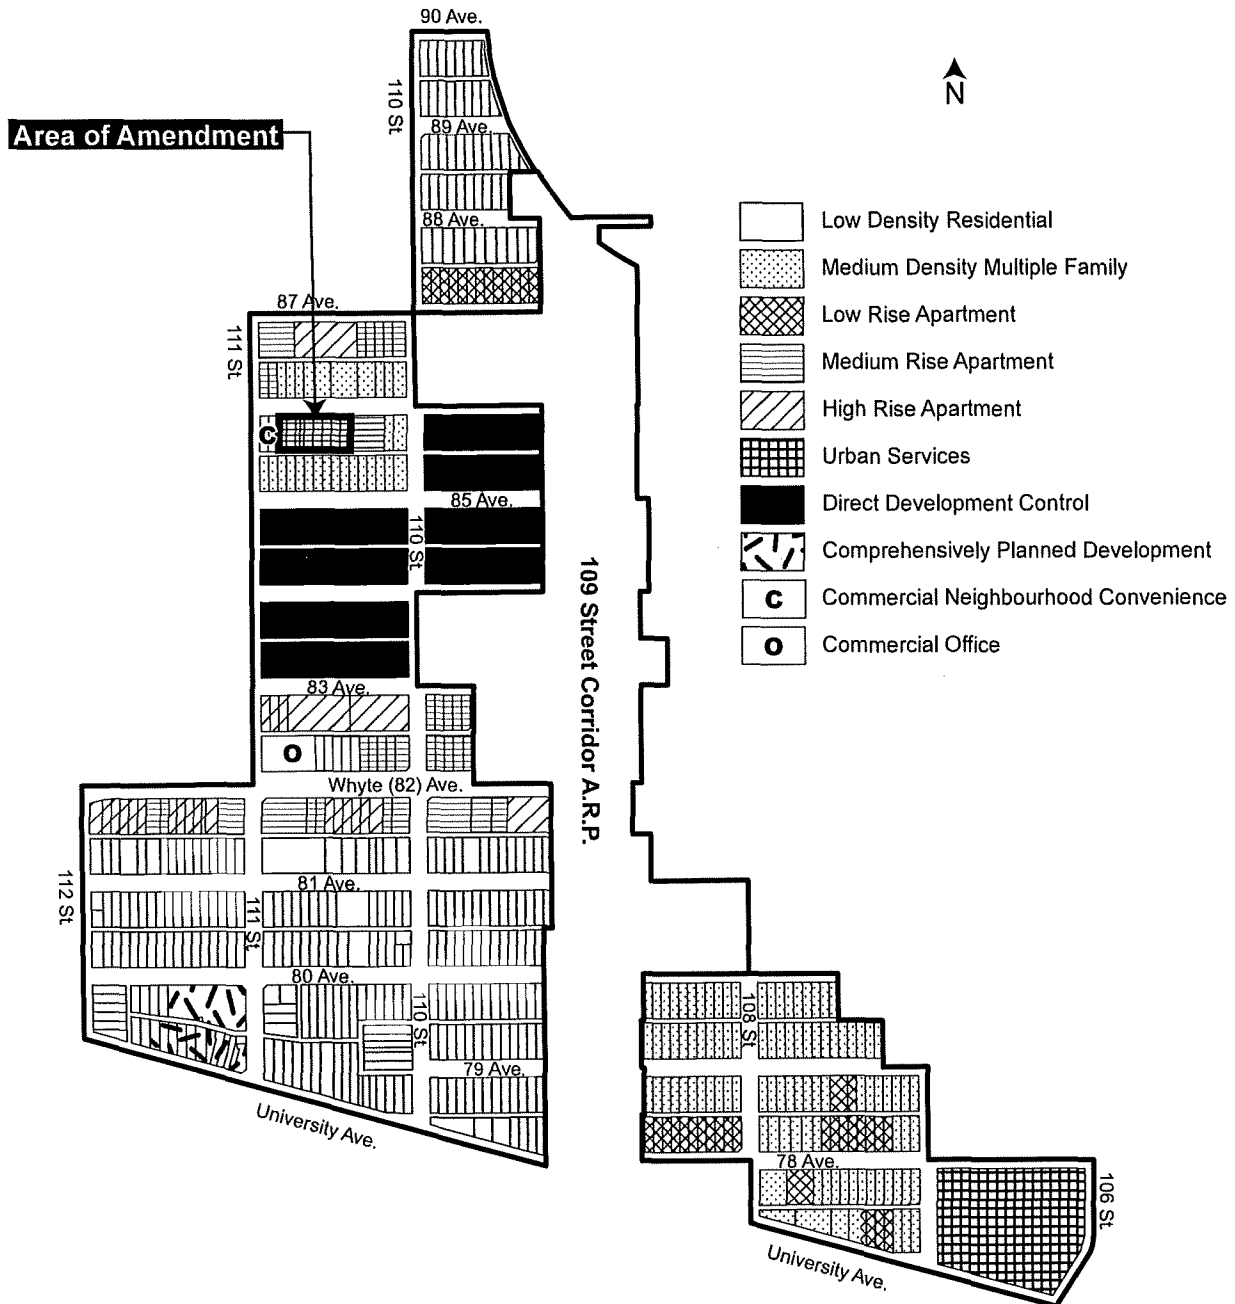 90 Ave.
N
110 St
Area of Amendment
89 Ave.
88 Ave.
Low Density Residential
Medium Density Multiple Family
Low Rise Apartment
Medium Rise Apartment
High Rise Apartment
Urban Services
Direct Development Control
Comprehensively Planned Development
C
Commercial Neighbourhood Convenience
O
Commercial Office
87 Ave.
111 St
C
85 Ave.
110 St
109 Street Corridor A.R.P.
83 Ave.
O
Whyte (82) Ave.
81 Ave.
112 St
111 St
80 Ave.
110 St
108 St
79 Ave.
University Ave.
78 Ave.
106 St
University Ave.